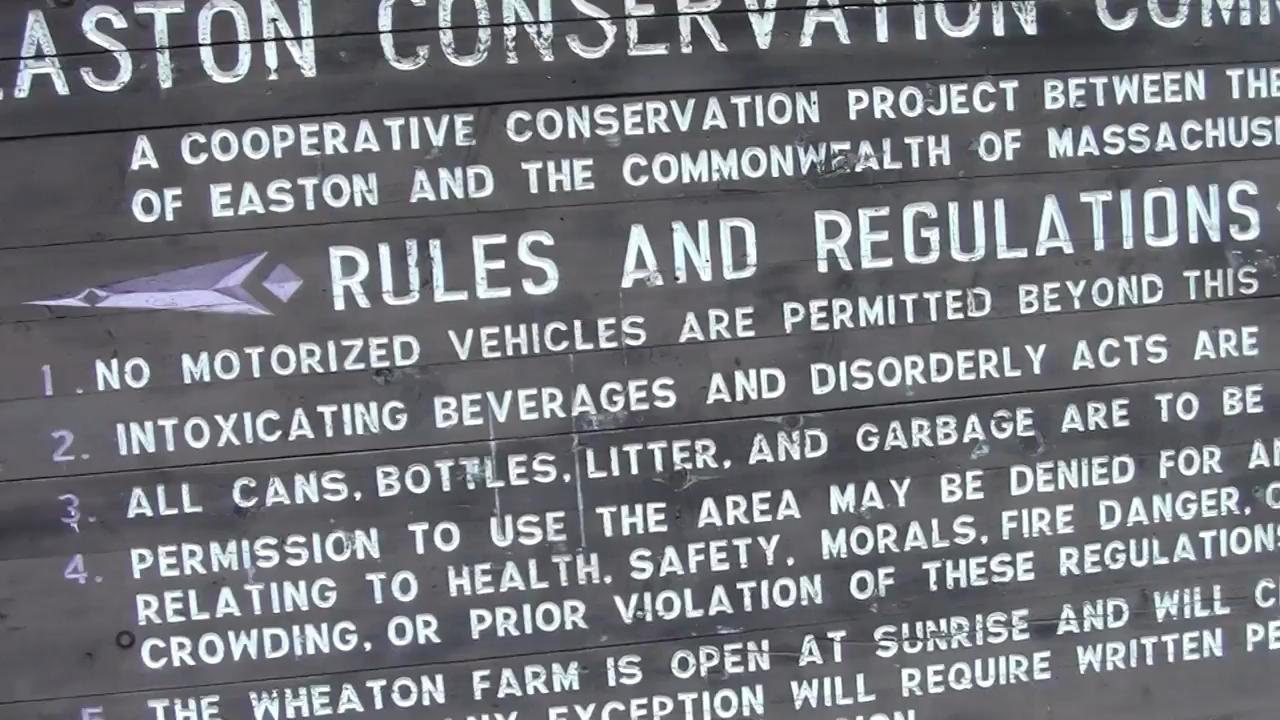 EASTON CONSERVATION COMM
A COOPERATIVE CONSERVATION PROJECT BETWEEN THE
OF EASTON AND THE COMMONWEALTH OF MASSACHUSE
RULES AND REGULATIONS
1. NO MOTORIZED VEHICLES ARE PERMITTED BEYOND THIS
2. INTOXICATING BEVERAGES AND DISORDERLY ACTS ARE
3. ALL CANS, BOTTLES, LITTER, AND GARBAGE ARE TO BE
4. PERMISSION TO USE THE AREA MAY BE DENIED FOR AN
RELATING TO HEALTH, SAFETY, MORALS, FIRE DANGER, O
CROWDING, OR PRIOR VIOLATION OF THESE REGULATIONS
5 THE WHEATON FARM IS OPEN AT SUNRISE AND WILL C
ANY EXCEPTION WILL REQUIRE WRITTEN PE